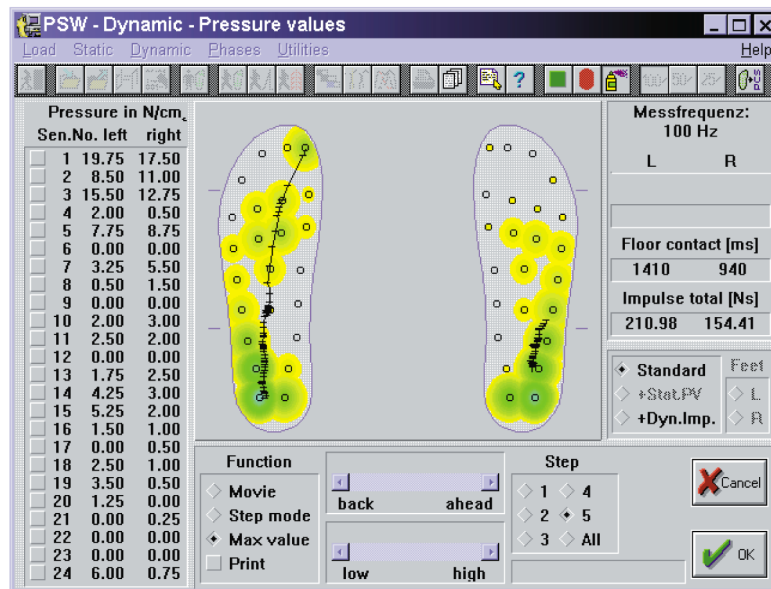 PSW - Dynamic - Pressure values
Load Static Dynamic Phases Utilities Help
100% 50% 25%
Pressure in N/cm²
Sen.No. left right
1 19.75 17.50
2 8.50 11.00
3 15.50 12.75
4 2.00 0.50
5 7.75 8.75
6 0.00 0.00
7 3.25 5.50
8 0.50 1.50
9 0.00 0.00
10 2.00 3.00
11 2.50 2.00
12 0.00 0.00
13 1.75 2.50
14 4.25 3.00
15 5.25 2.00
16 1.50 1.00
17 0.00 0.50
18 2.50 1.00
19 3.50 0.50
20 1.25 0.00
21 0.00 0.25
22 0.00 0.00
23 0.00 0.00
24 6.00 0.75
Messfrequenz:
100 Hz
L R
Floor contact [ms]
1410 940
Impulse total [Ns]
210.98 154.41
Standard
+Stat.PV
+Dyn.Imp.
Feet
L
R
Function
Movie
Step mode
Max value
Print
back ahead
low high
Step
1 4
2 5
3 All
Cancel
OK